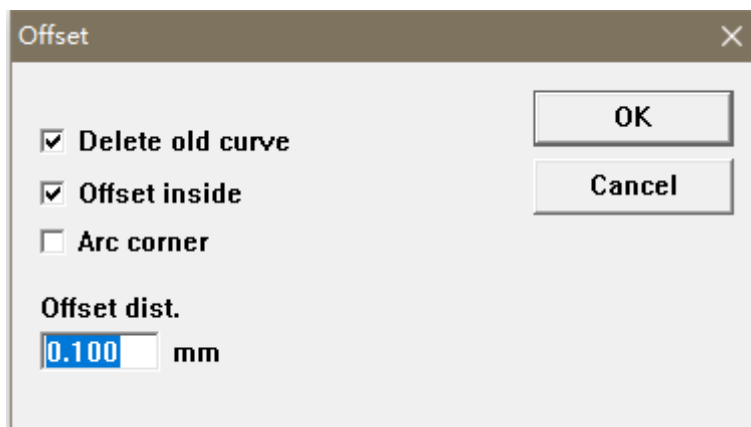 Offset
Delete old curve
OK
Offset inside
Cancel
Arc corner
Offset dist.
0.100 mm